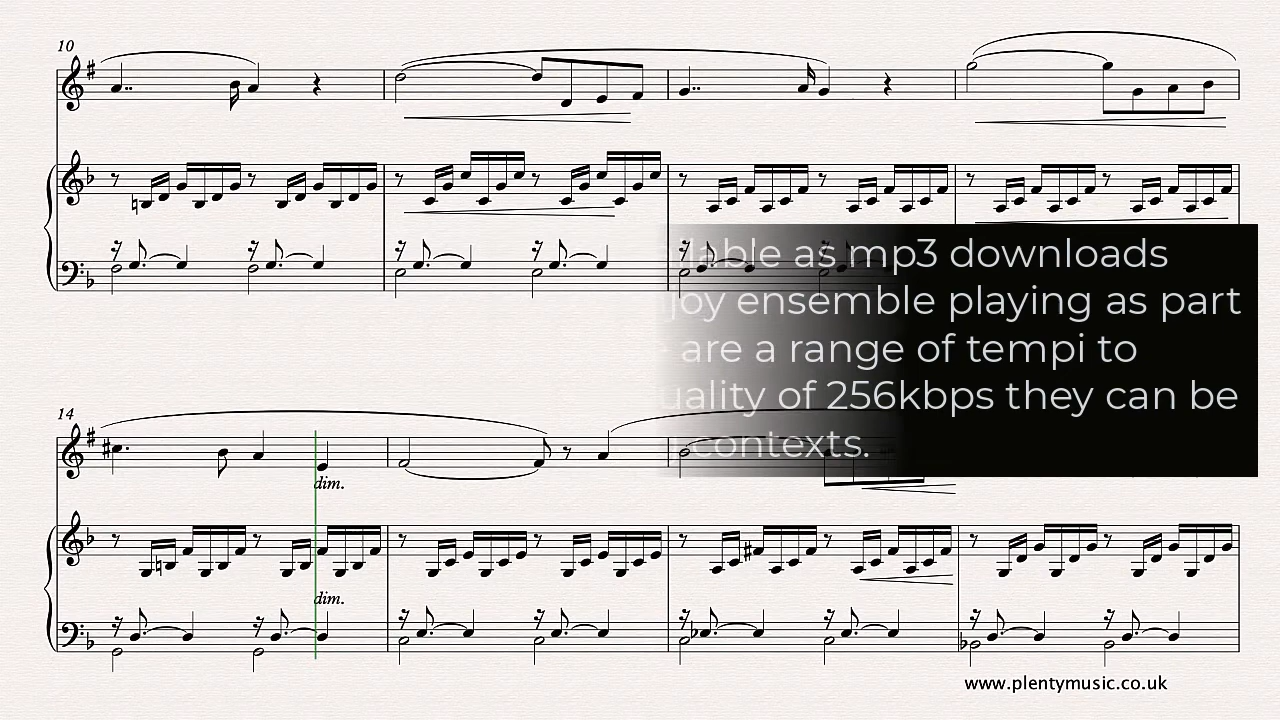 10
lable as mp3 downloads
joy ensemble playing as part
- are a range of tempi to
uality of 256kbps they can be
contexts.
14
dim.
dim.
www.plentymusic.co.uk